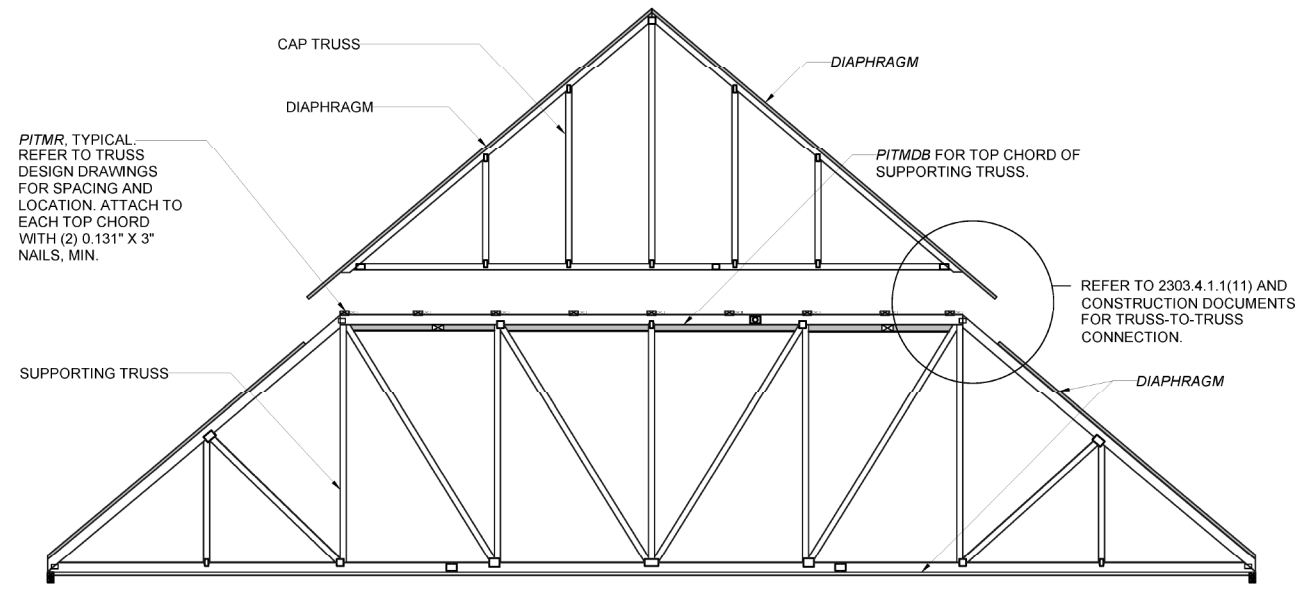 CAP TRUSS
DIAPHRAGM
DIAPHRAGM
PITMR, TYPICAL.
REFER TO TRUSS
DESIGN DRAWINGS
FOR SPACING AND
LOCATION. ATTACH TO
EACH TOP CHORD
WITH (2) 0.131" X 3"
NAILS, MIN.
PITMDB FOR TOP CHORD OF
SUPPORTING TRUSS.
REFER TO 2303.4.1.1(11) AND
CONSTRUCTION DOCUMENTS
FOR TRUSS-TO-TRUSS
CONNECTION.
SUPPORTING TRUSS
DIAPHRAGM